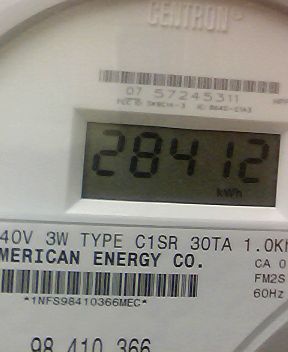 CENTRON®
07 57245311
28412
kWh
40V 3W TYPE C1SR 30TA 1.0Kh
MERICAN ENERGY CO.
CA 0
FM2S
60Hz
*1NFS98410366MEC*
98 410 366